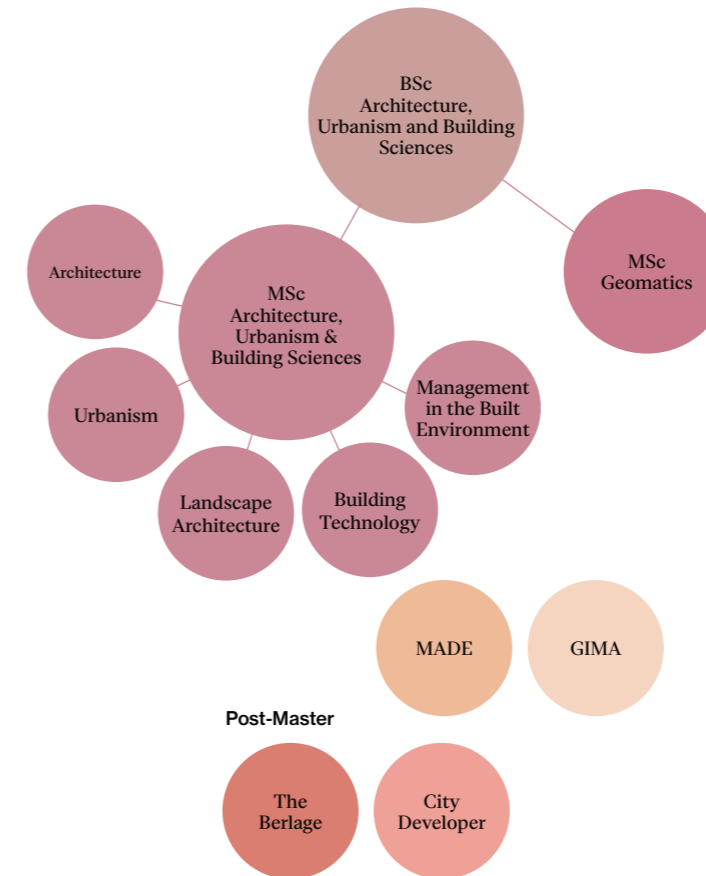 BSc
Architecture,
Urbanism and Building
Sciences
MSc
Geomatics
Architecture
MSc
Architecture,
Urbanism &
Building Sciences
Urbanism
Management
in the Built
Environment
Landscape
Architecture
Building
Technology
MADE
GIMA
Post-Master
The
Berlage
City
Developer